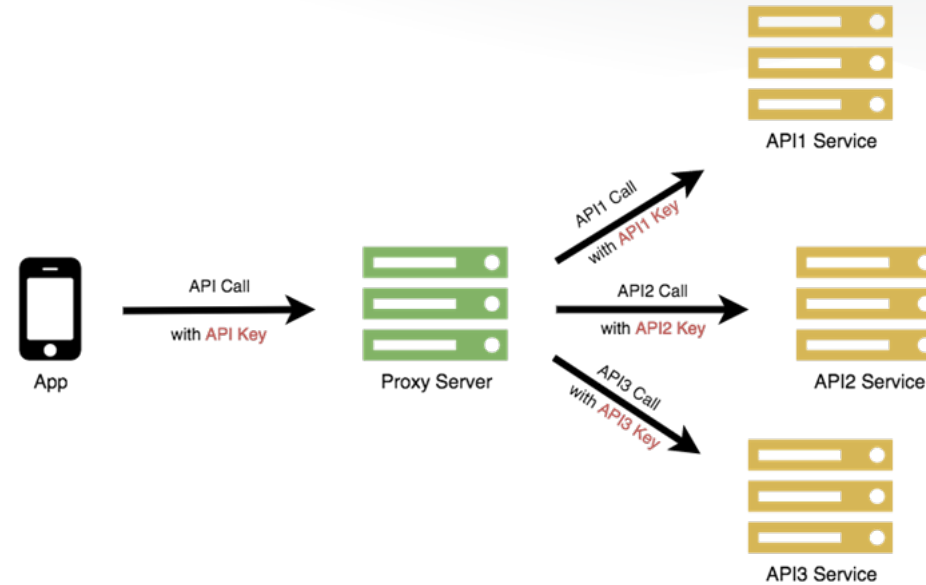 API1 Service
API1 Call
with API1 Key
API Call
with API Key
API2 Call
with API2 Key
App
Proxy Server
API2 Service
API3 Call
with API3 Key
API3 Service